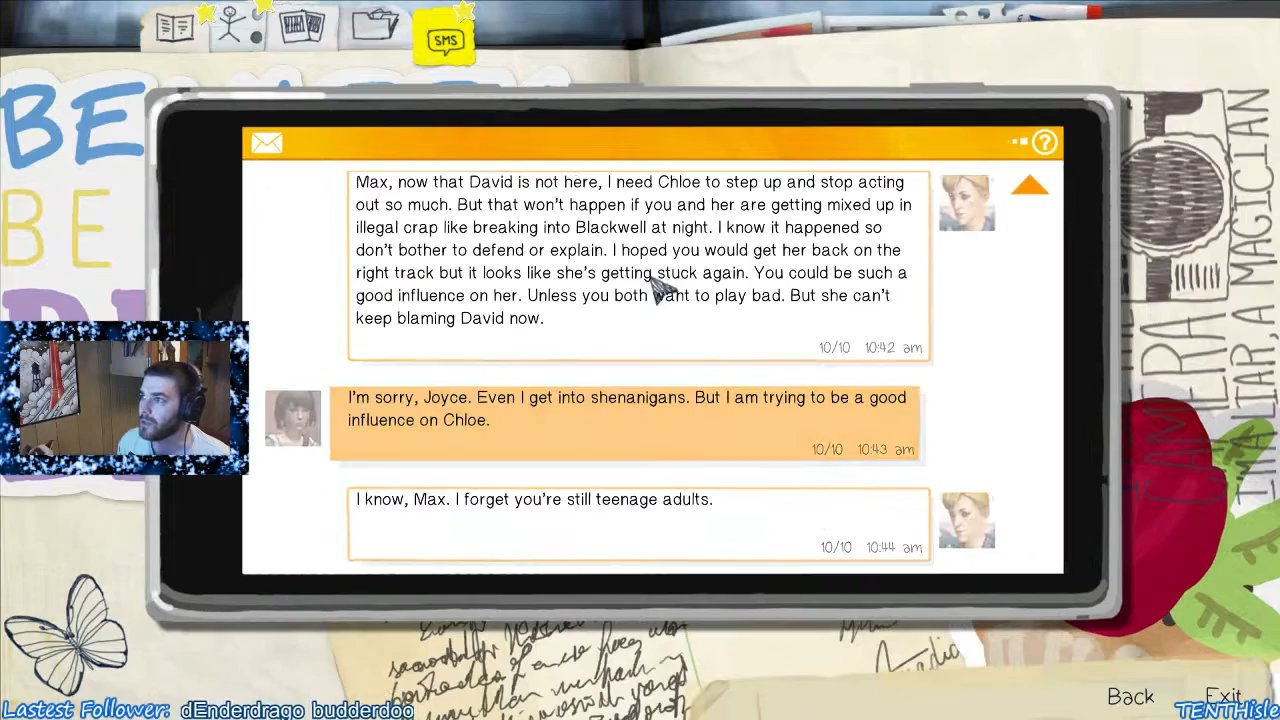 SMS
BE
BE
Max, now that David is not here, I need Chloe to step up and stop acting
out so much. But that won't happen if you and her are getting mixed up in
illegal crap like breaking into Blackwell at night. I know it happened so
don't bother to defend or explain. I hoped you would get her back on the
right track but it looks like she's getting stuck again. You could be such a
good influence on her. Unless you both want to play bad. But she can't
keep blaming David now.
10/10 10:42 am
I'm sorry, Joyce. Even I get into shenanigans. But I am trying to be a good
influence on Chloe.
10/10 10:43 am
I know, Max. I forget you're still teenage adults.
10/10 10:44 am
Back
Exit
Lastest Follower: dEnderdrago budderdoo
TENTHisle